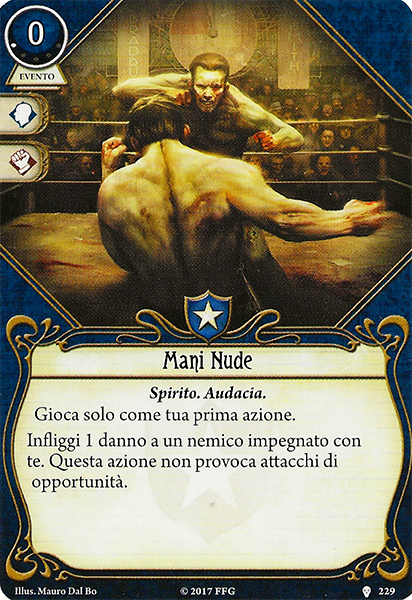 0
EVENTO
Mani Nude
Spirito. Audacia.
Gioca solo come tua prima azione.
Infliggi 1 danno a un nemico impegnato con
te. Questa azione non provoca attacchi di
opportunità.
Illus. Mauro Dal Bo
© 2017 FFG
229